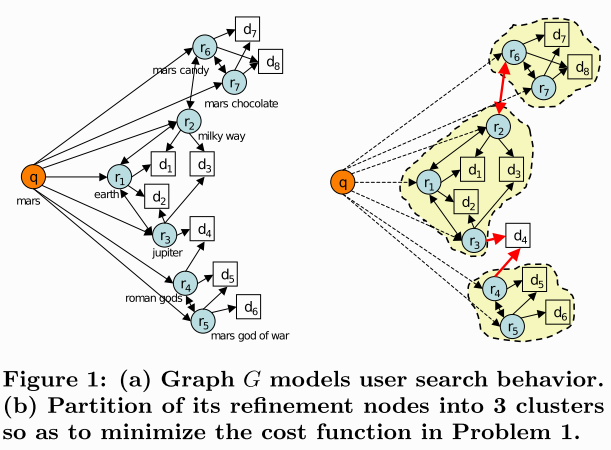 d7
r6
mars candy
d8
r7
mars chocolate
r2
milky way
d1
d3
q
mars
r1
earth
d2
r3
jupiter
d4
r4
roman gods
d5
d6
r5
mars god of war
d7
r6
d8
r7
r2
d1
d3
q
r1
d2
r3
d4
r4
d5
d6
r5
Figure 1: (a) Graph G models user search behavior.
(b) Partition of its refinement nodes into 3 clusters
so as to minimize the cost function in Problem 1.